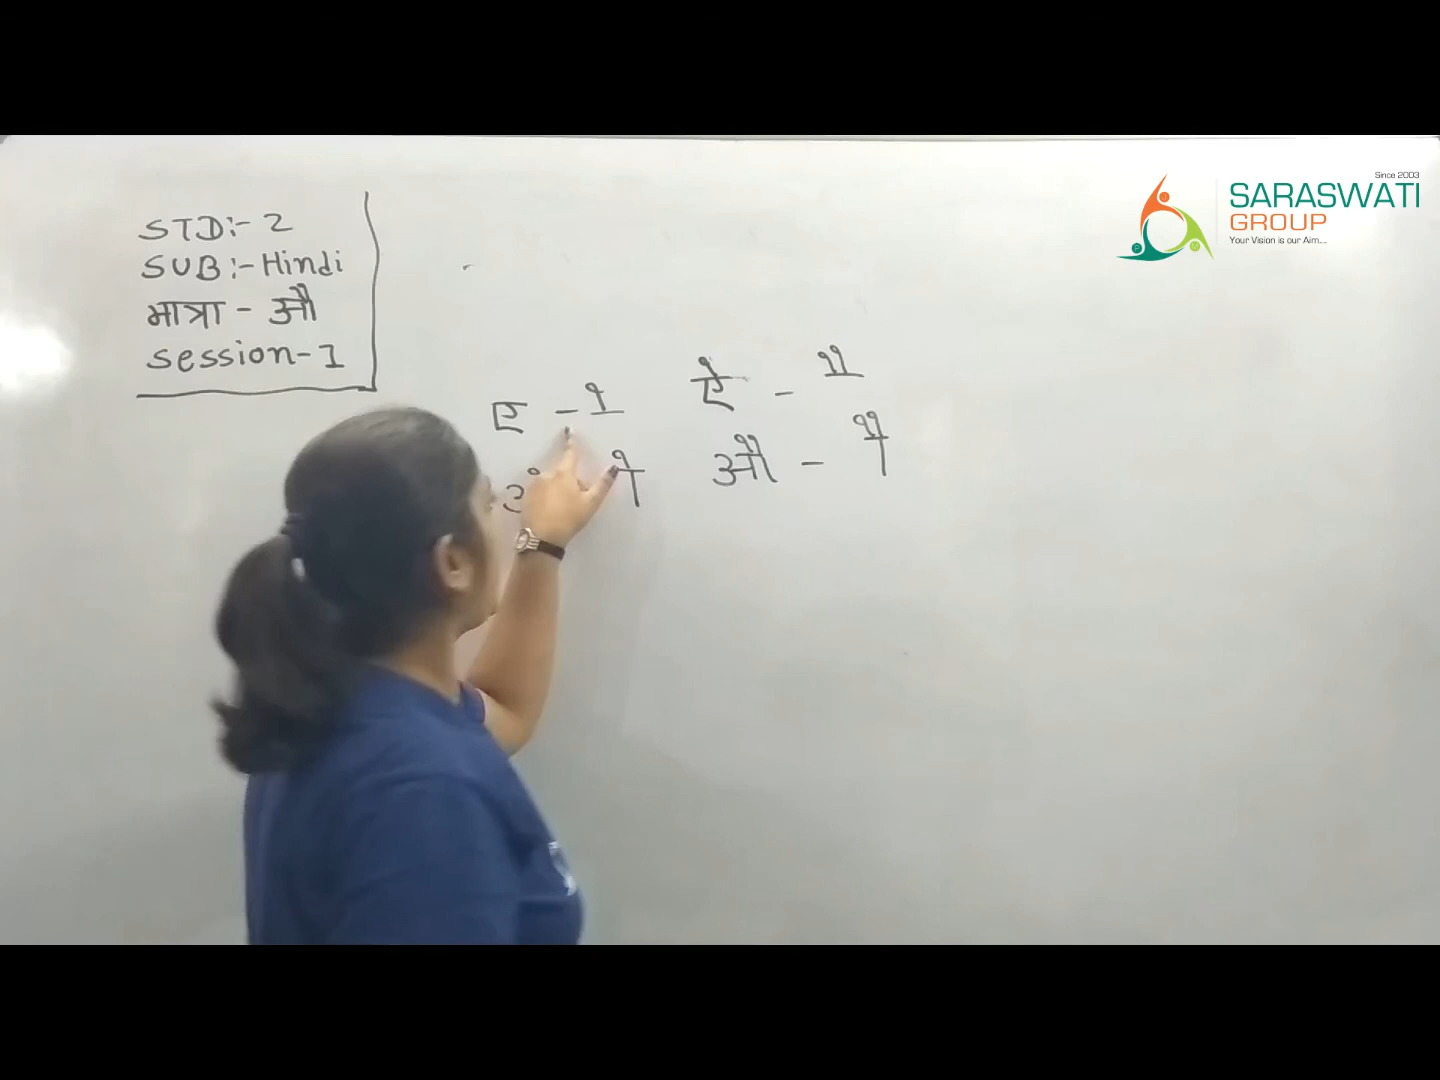 STD:- 2
SUB:- Hindi
मात्रा - औ
Session-1
Since 2003
SARASWATI
GROUP
Your Vision is our Aim...
ए - े ऐ - ै
ो औ - ौ